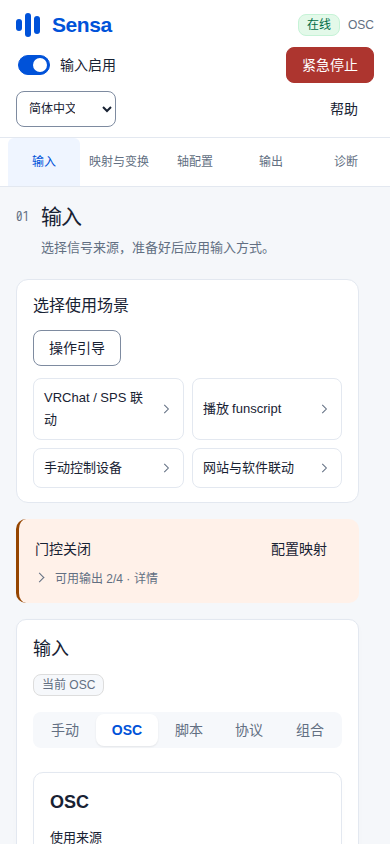 Sensa
在线 OSC
输入启用
紧急停止
简体中文
帮助
输入 映射与变换 轴配置 输出 诊断
01 输入
选择信号来源，准备好后应用输入方式。
选择使用场景
操作引导
VRChat / SPS 联
动
播放 funscript
手动控制设备
网站与软件联动
门控关闭
配置映射
可用输出 2/4 · 详情
输入
当前 OSC
手动 OSC 脚本 协议 组合
OSC
使用来源